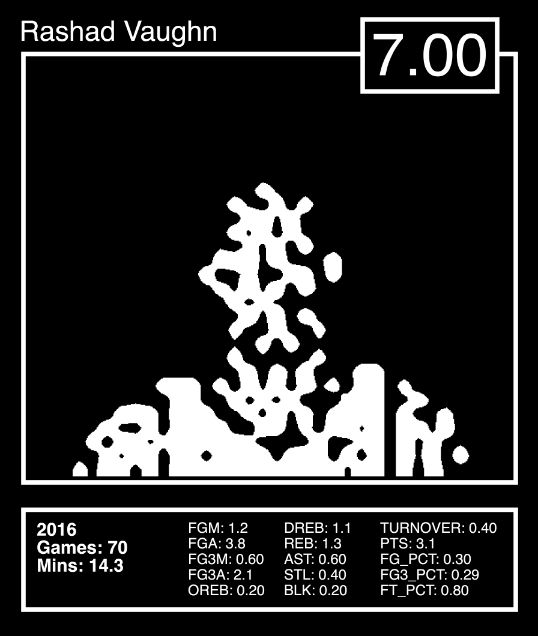 Rashad Vaughn
7.00
2016
Games: 70
Mins: 14.3
FGM: 1.2
FGA: 3.8
FG3M: 0.60
FG3A: 2.1
OREB: 0.20
DREB: 1.1
REB: 1.3
AST: 0.60
STL: 0.40
BLK: 0.20
TURNOVER: 0.40
PTS: 3.1
FG_PCT: 0.30
FG3_PCT: 0.29
FT_PCT: 0.80